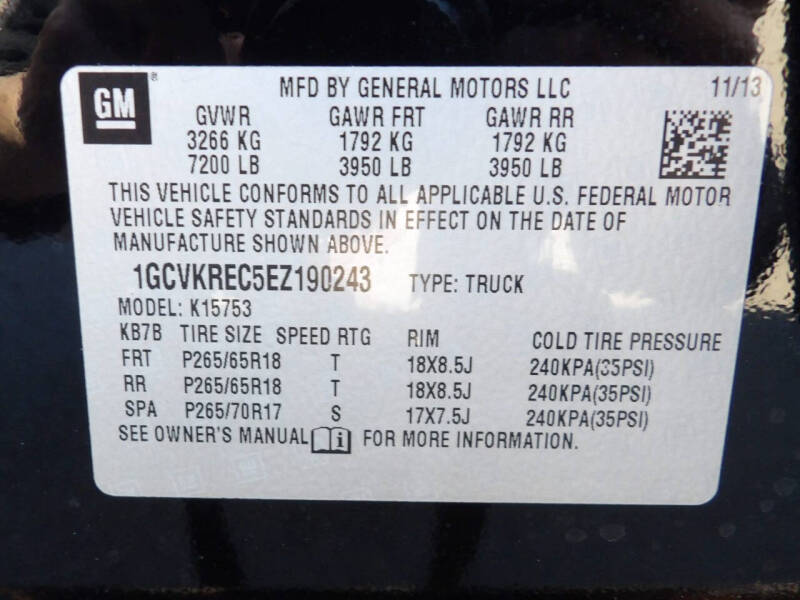 GM ® MFD BY GENERAL MOTORS LLC 11/13
GVWR GAWR FRT GAWR RR
3266 KG 1792 KG 1792 KG
7200 LB 3950 LB 3950 LB
THIS VEHICLE CONFORMS TO ALL APPLICABLE U.S. FEDERAL MOTOR
VEHICLE SAFETY STANDARDS IN EFFECT ON THE DATE OF
MANUFACTURE SHOWN ABOVE.
1GCVKREC5EZ190243 TYPE: TRUCK
MODEL: K15753
KB7B TIRE SIZE SPEED RTG RIM COLD TIRE PRESSURE
FRT P265/65R18 T 18X8.5J 240KPA(35PSI)
RR P265/65R18 T 18X8.5J 240KPA(35PSI)
SPA P265/70R17 S 17X7.5J 240KPA(35PSI)
SEE OWNER'S MANUAL i FOR MORE INFORMATION.